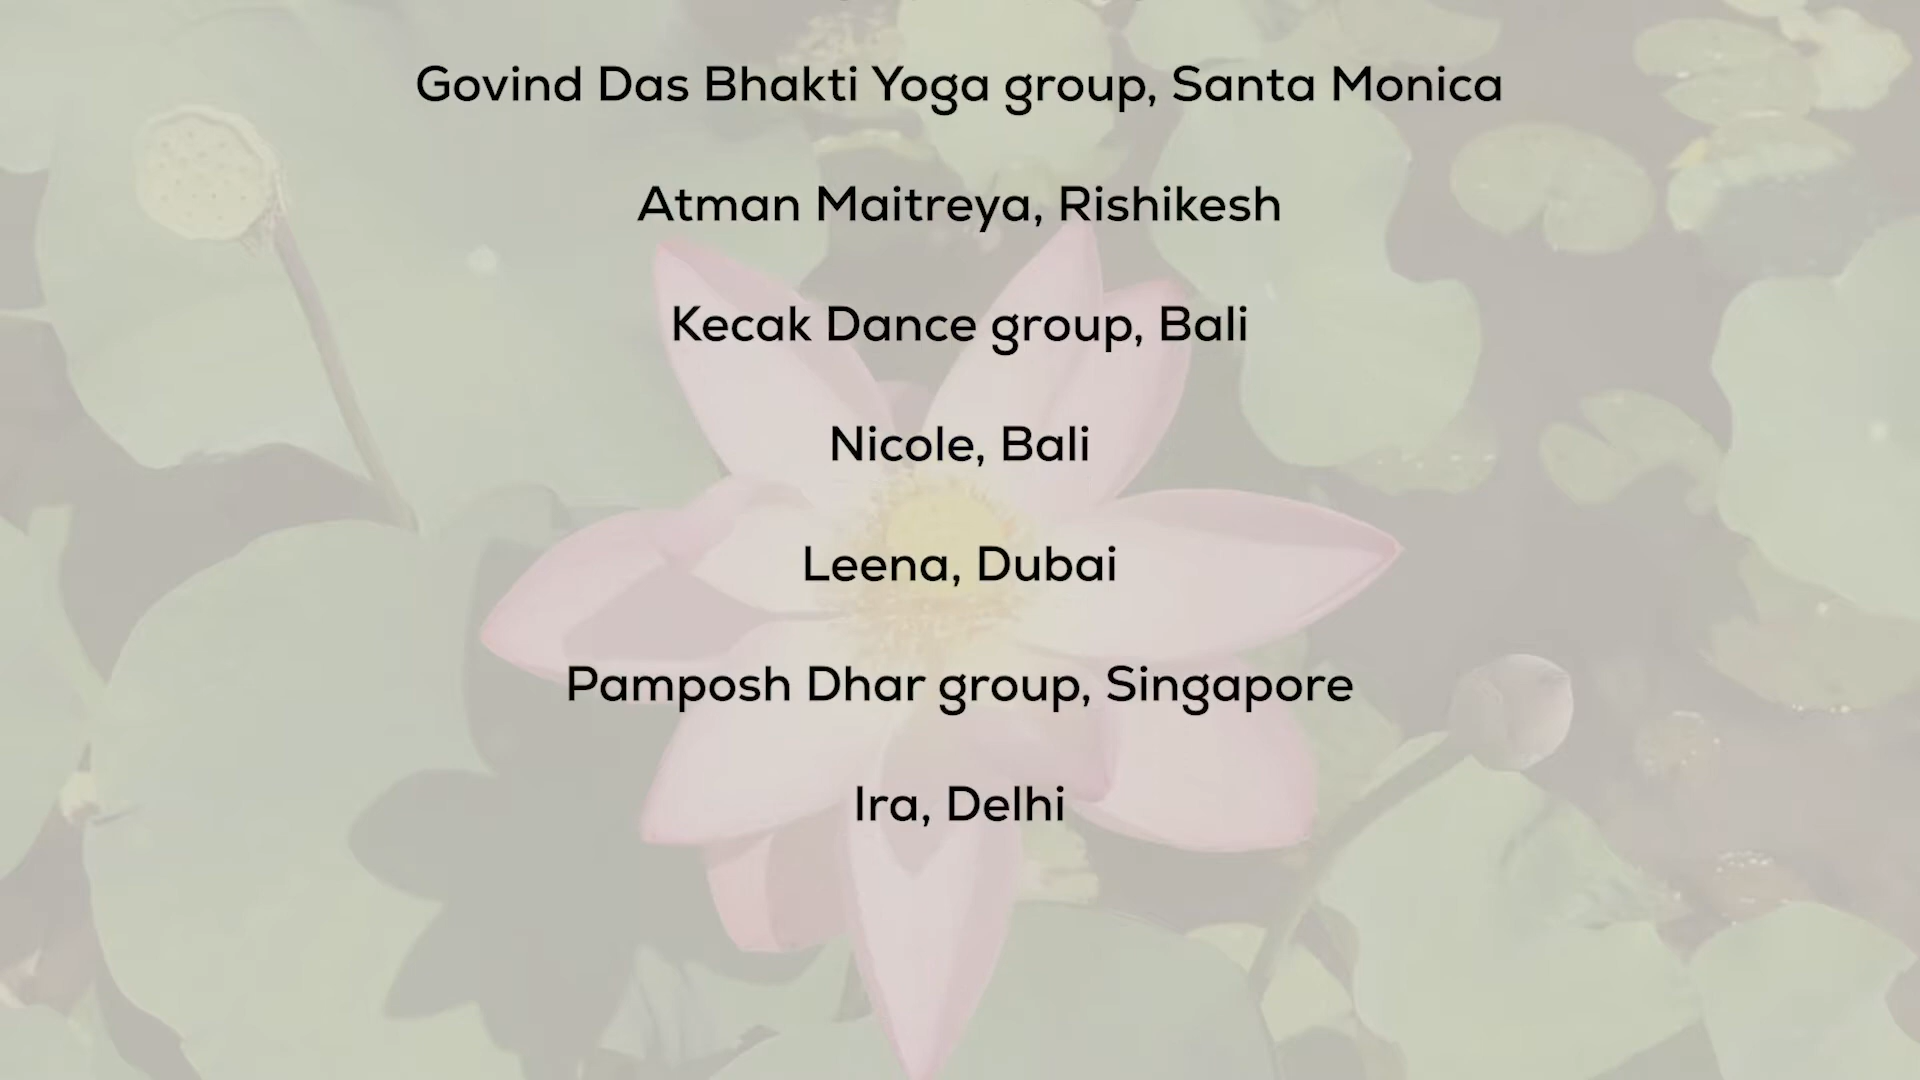 Govind Das Bhakti Yoga group, Santa Monica
Atman Maitreya, Rishikesh
Kecak Dance group, Bali
Nicole, Bali
Leena, Dubai
Pamposh Dhar group, Singapore
Ira, Delhi